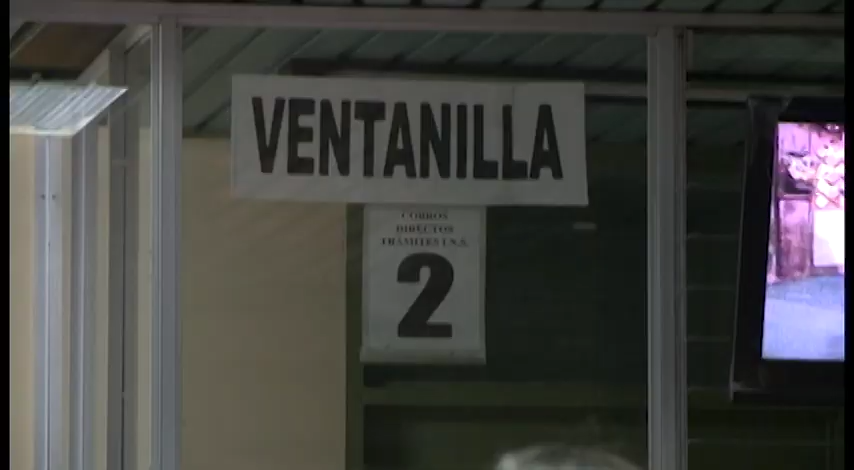 VENTANILLA
COBROS
DIRECTOS
TRÁMITES I.N.S.
2